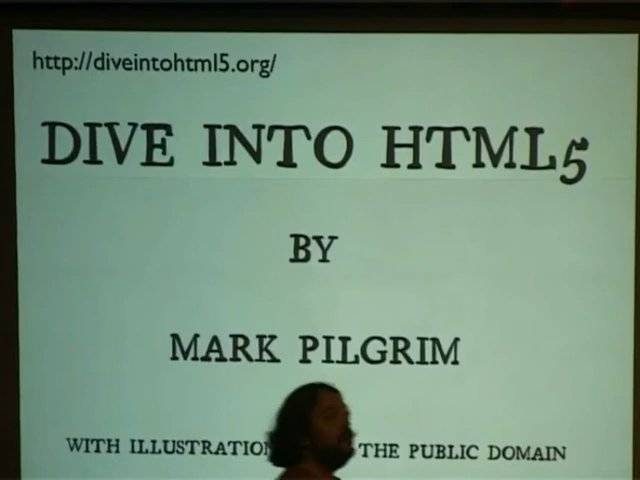 http://diveintohtml5.org/
DIVE INTO HTML5
BY
MARK PILGRIM
WITH ILLUSTRATION THE PUBLIC DOMAIN